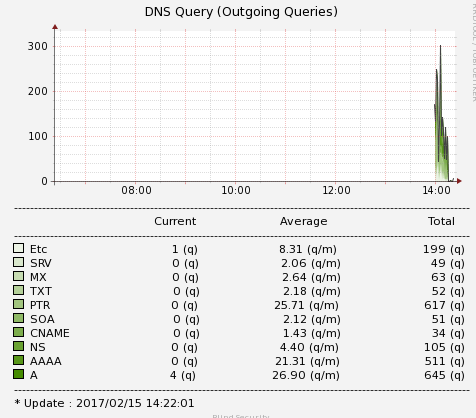 DNS Query (Outgoing Queries)
300
200
100
0
08:00 10:00 12:00 14:00
Current Average Total
Etc 1 (q) 8.31 (q/m) 199 (q)
SRV 0 (q) 2.06 (q/m) 49 (q)
MX 0 (q) 2.64 (q/m) 63 (q)
TXT 0 (q) 2.18 (q/m) 52 (q)
PTR 0 (q) 25.71 (q/m) 617 (q)
SOA 0 (q) 2.12 (q/m) 51 (q)
CNAME 0 (q) 1.43 (q/m) 34 (q)
NS 0 (q) 4.40 (q/m) 105 (q)
AAAA 0 (q) 21.31 (q/m) 511 (q)
A 4 (q) 26.90 (q/m) 645 (q)
* Update : 2017/02/15 14:22:01